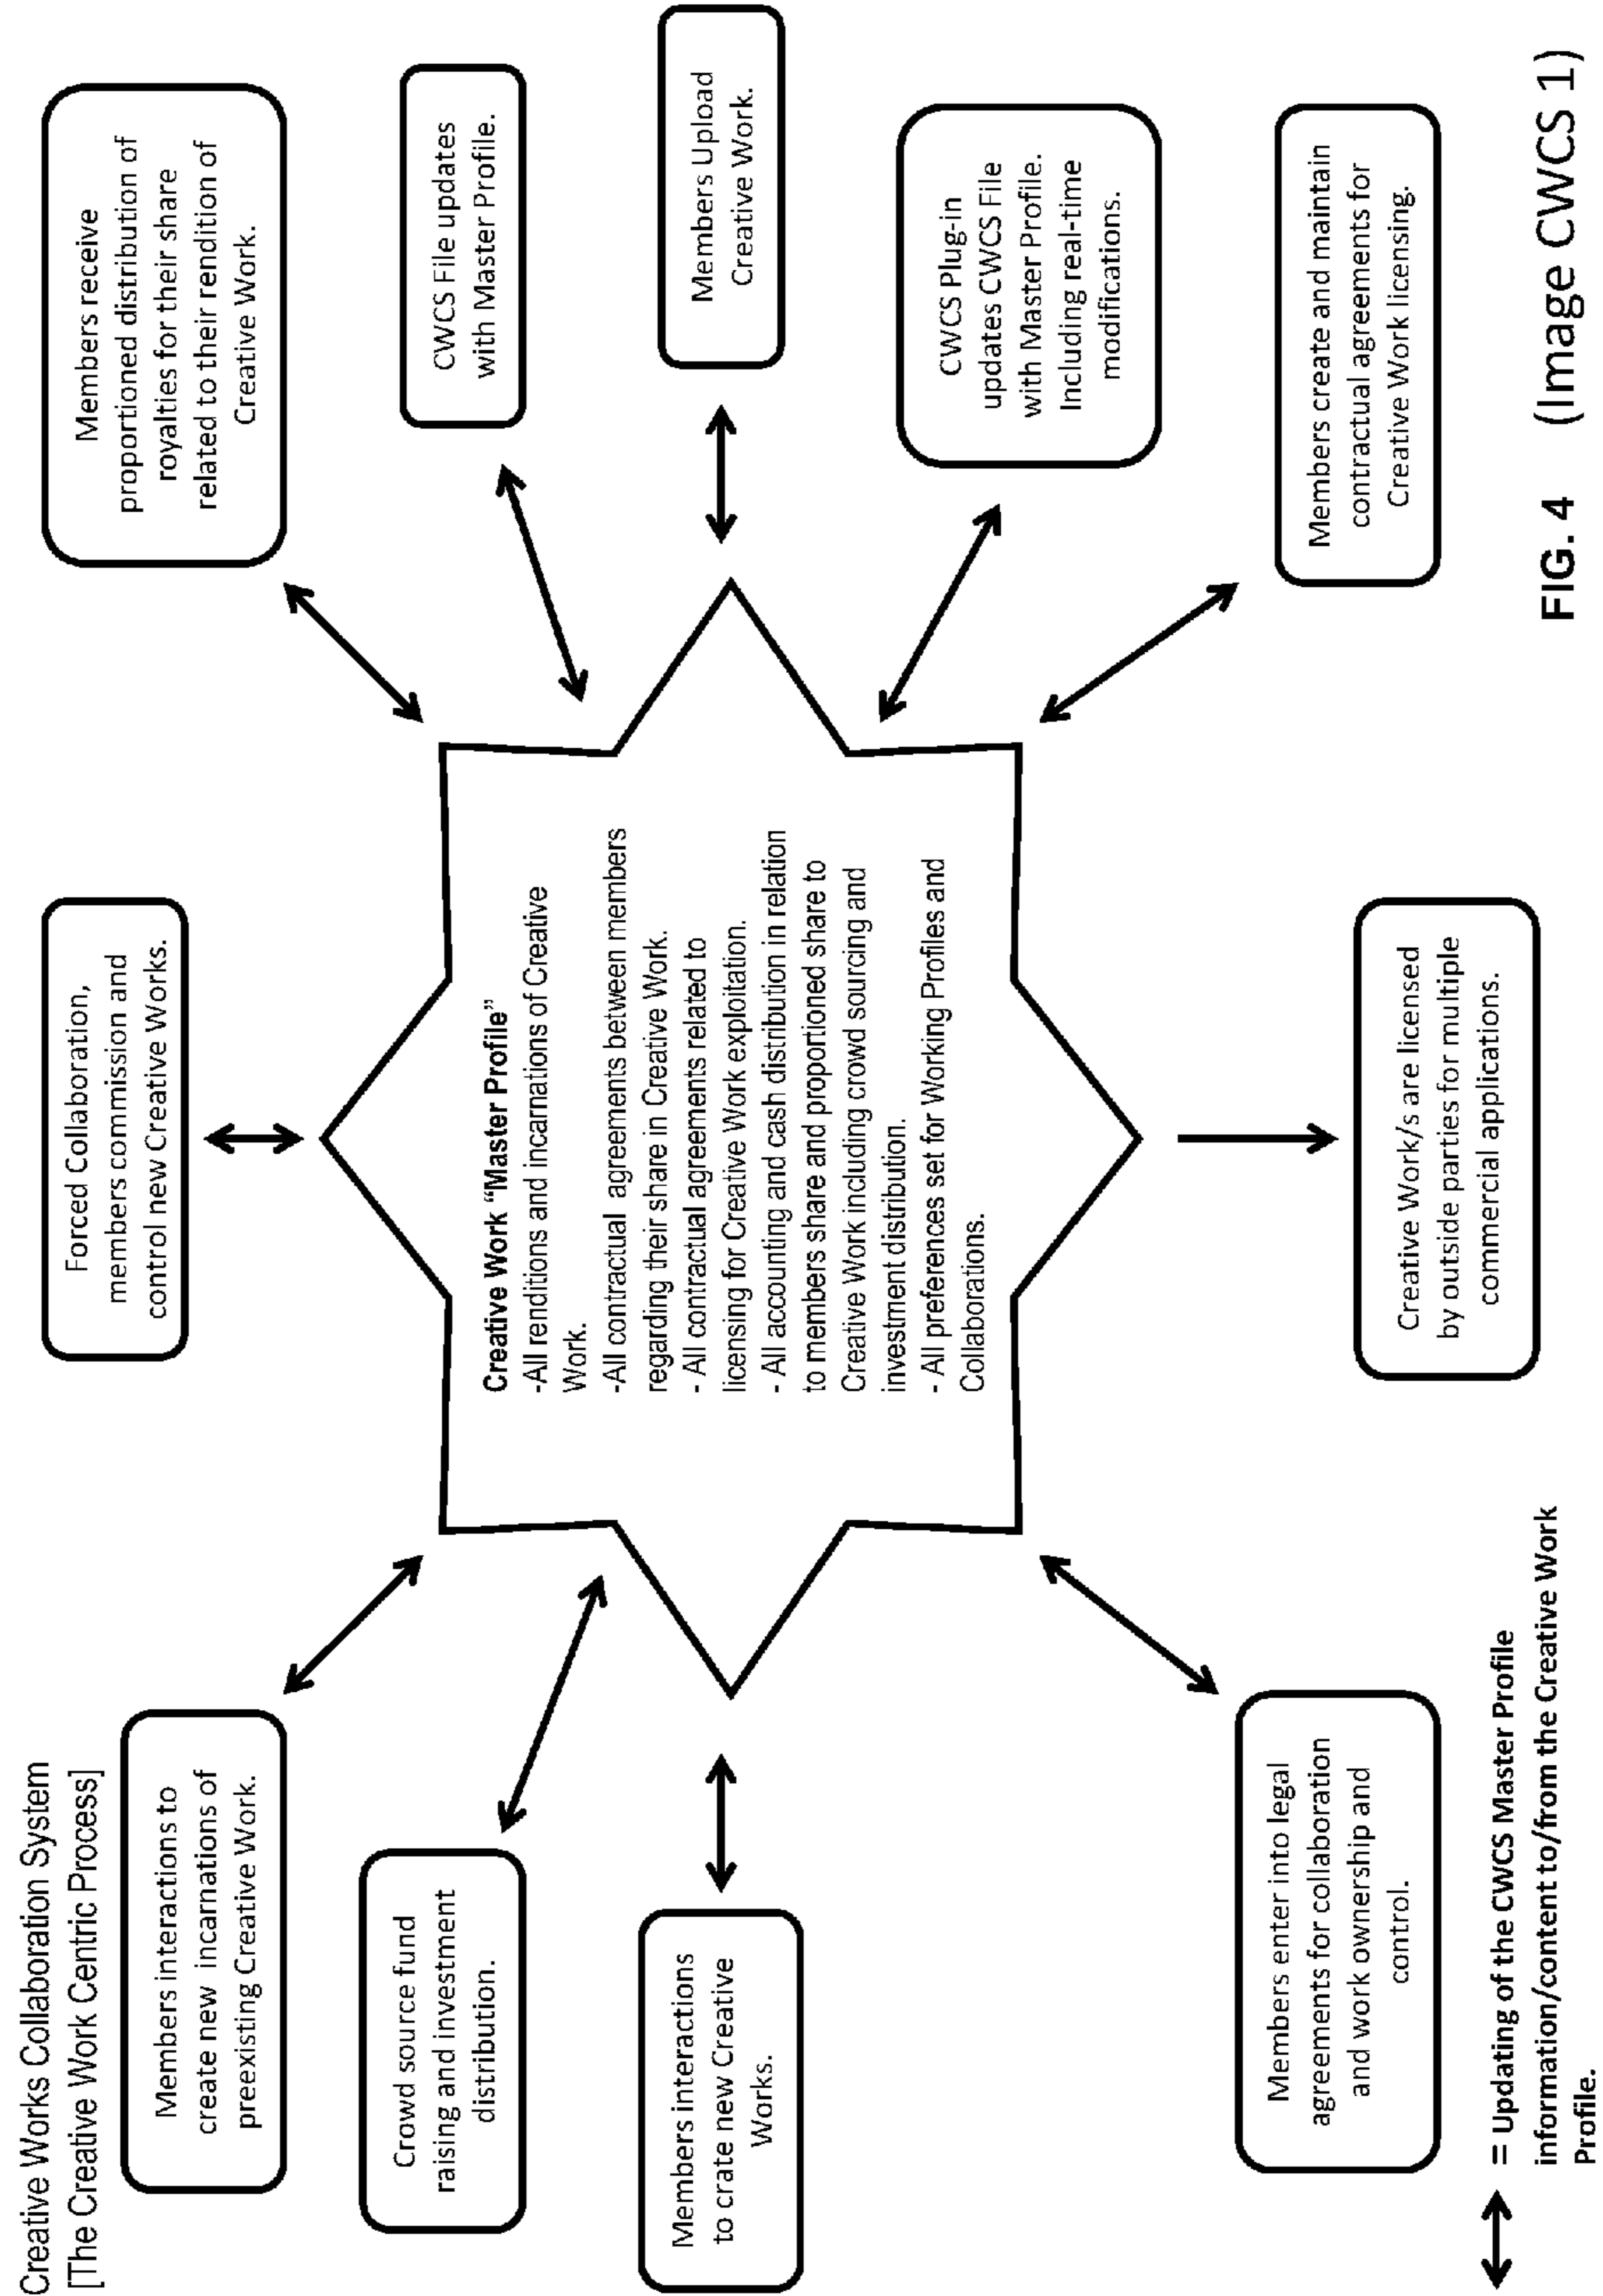 Creative Works Collaboration System
[The Creative Work Centric Process]
Members interactions to
create new incarnations of
preexisting Creative Work.
Forced Collaboration,
members commission and
control new Creative Works.
Members receive
proportioned distribution of
royalties for their share
related to their rendition of
Creative Work.
Crowd source fund
raising and investment
distribution.
CWCS File updates
with Master Profile.
Members interactions
to crate new Creative
Works.
Creative Work “Master Profile”
-All renditions and incarnations of Creative
Work.
-All contractual agreements between members
regarding their share in Creative Work.
- All contractual agreements related to
licensing for Creative Work exploitation.
- All accounting and cash distribution in relation
to members share and proportioned share to
Creative Work including crowd sourcing and
investment distribution.
- All preferences set for Working Profiles and
Collaborations.
Members Upload
Creative Work.
CWCS Plug-in
updates CWCS File
with Master Profile.
Including real-time
modifications.
Members enter into legal
agreements for collaboration
and work ownership and
control.
Creative Work/s are licensed
by outside parties for multiple
commercial applications.
Members create and maintain
contractual agreements for
Creative Work licensing.
= Updating of the CWCS Master Profile
information/content to/from the Creative Work
Profile.
FIG. 4 (Image CWCS 1)